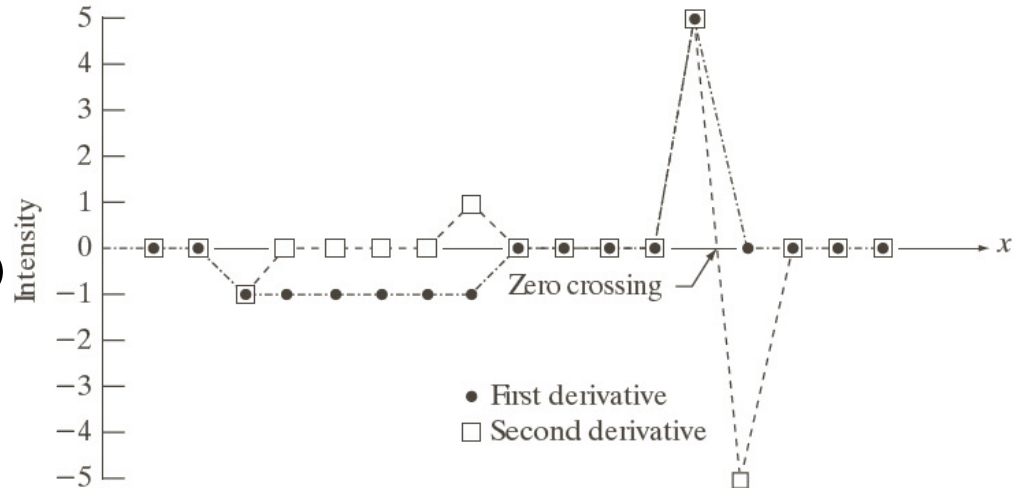 5
4
3
2
1
0
−1
−2
−3
−4
−5
Intensity
)
x
Zero crossing
First derivative
Second derivative